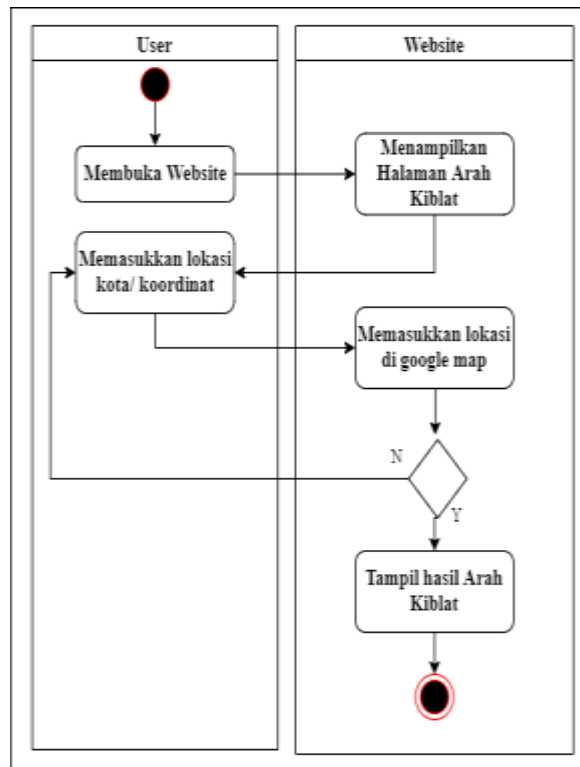 User
Website
Membuka Website
Menampilkan
Halaman Arah
Kiblat
Memasukkan lokasi
kota/ koordinat
Memasukkan lokasi
di google map
N
Y
Tampil hasil Arah
Kiblat